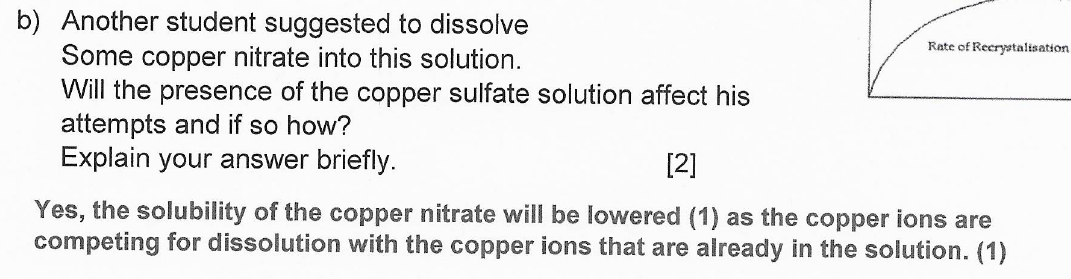 b) Another student suggested to dissolve
Some copper nitrate into this solution.
Rate of Recrystalisation
Will the presence of the copper sulfate solution affect his
attempts and if so how?
Explain your answer briefly. [2]
Yes, the solubility of the copper nitrate will be lowered (1) as the copper ions are
competing for dissolution with the copper ions that are already in the solution. (1)